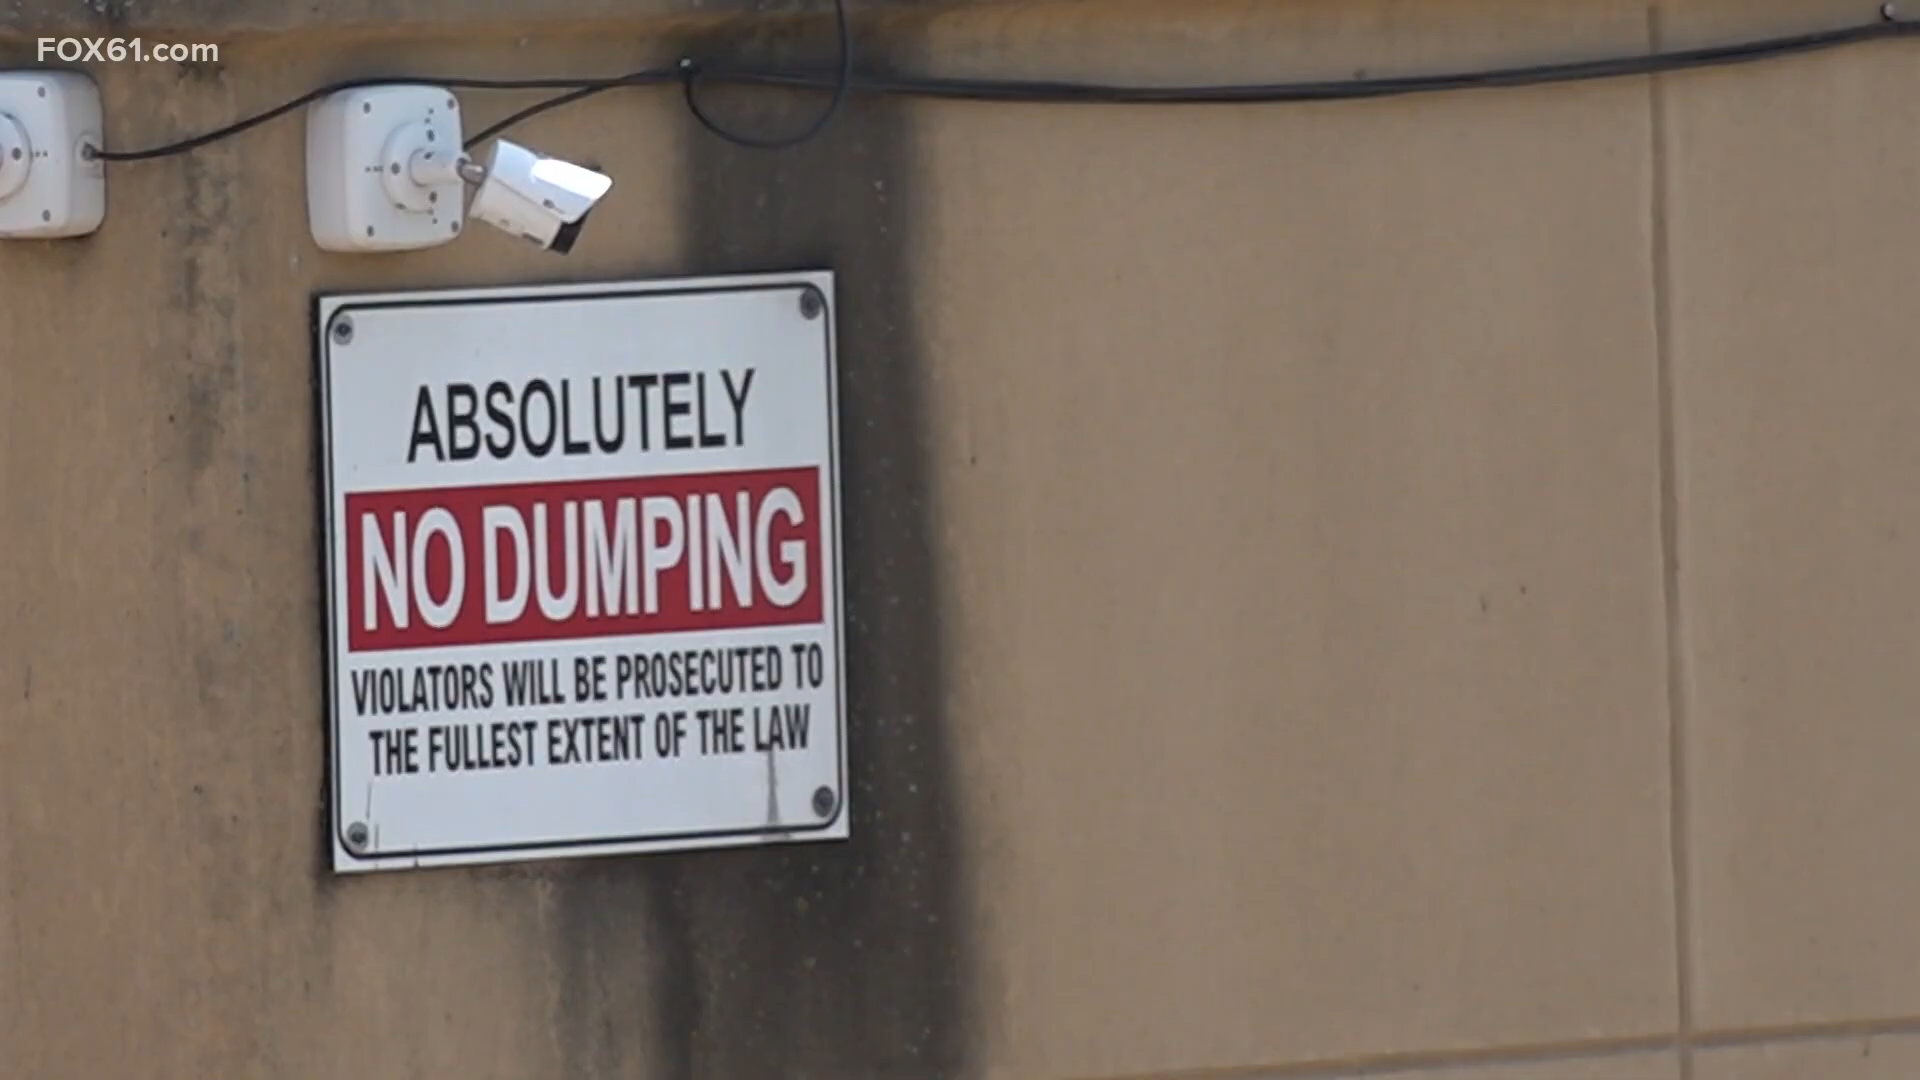 FOX61.com
ABSOLUTELY
NO DUMPING
VIOLATORS WILL BE PROSECUTED TO
THE FULLEST EXTENT OF THE LAW